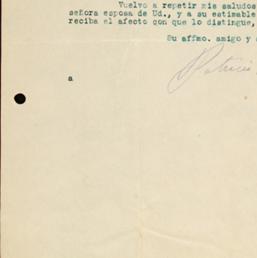 Vuelvo a repetir mis saludos
señora esposa de Ud., y a su estimable
reciba el afecto con que lo distingue,
Su affmo. amigo y
a
Patricio